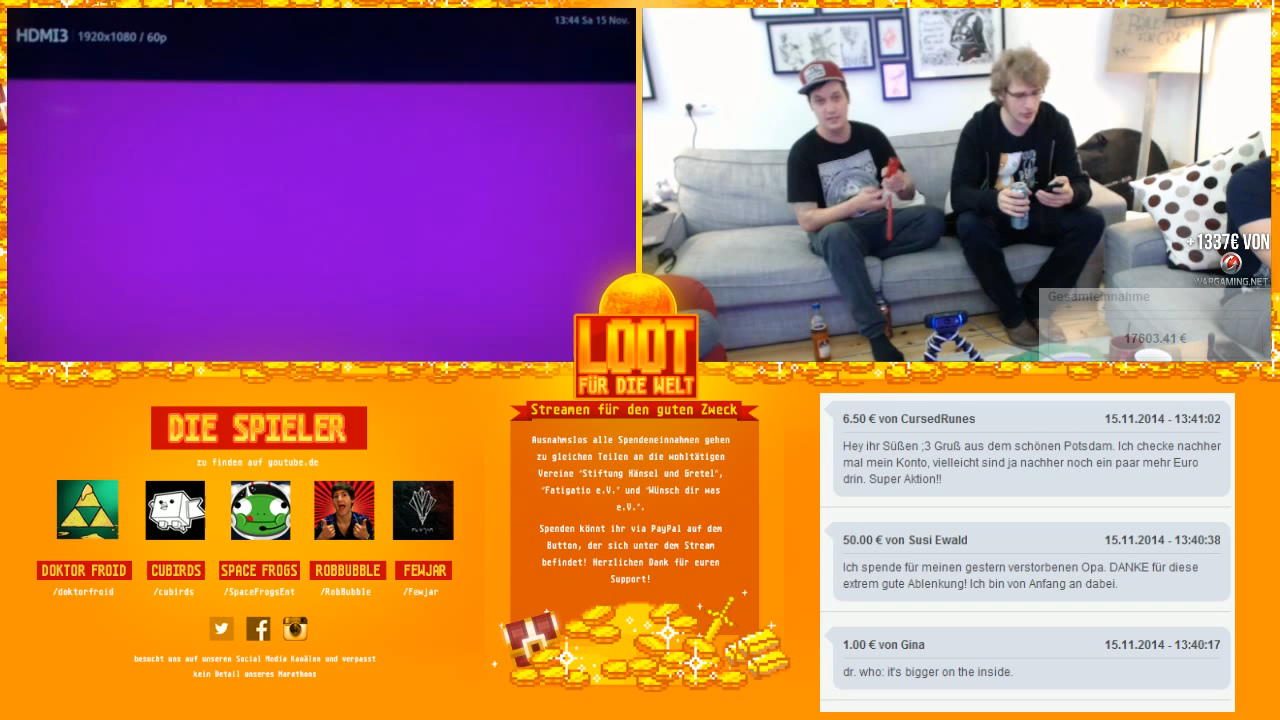 HDMI3 1920x1080 / 60p
13:44 Sa 15 Nov.
+1337€ VON
WARGAMING.NET
Gesamteinnahme
17603.41 €
LOOT
FÜR DIE WELT
Streamen für den guten Zweck
Ausnahmslos alle Spendeneinnahmen gehen
zu gleichen Teilen an die wohltätigen
Vereine "Stiftung Hänsel und Gretel",
"Fatigatio e.V." und "Wünsch dir was
e.V.".
Spenden könnt ihr via PayPal auf dem
Button, der sich unter dem Stream
befindet! Herzlichen Dank für euren
Support!
DIE SPIELER
zu finden auf youtube.de
FEWJAR
DOKTOR FROID
CUBIRDS
SPACE FROGS
ROBBUBBLE
FEWJAR
/doktorfroid
/cubirds
/SpaceFrogsEnt
/RobBubble
/Fewjar
besucht uns auf unseren Social Media Kanälen und verpasst
kein Detail unseres Marathons
6.50 € von CursedRunes 15.11.2014 - 13:41:02
Hey ihr Süßen ;3 Gruß aus dem schönen Potsdam. Ich checke nachher
mal mein Konto, vielleicht sind ja nachher noch ein paar mehr Euro
drin. Super Aktion!!
50.00 € von Susi Ewald 15.11.2014 - 13:40:38
Ich spende für meinen gestern verstorbenen Opa. DANKE für diese
extrem gute Ablenkung! Ich bin von Anfang an dabei.
1.00 € von Gina 15.11.2014 - 13:40:17
dr. who: it's bigger on the inside.